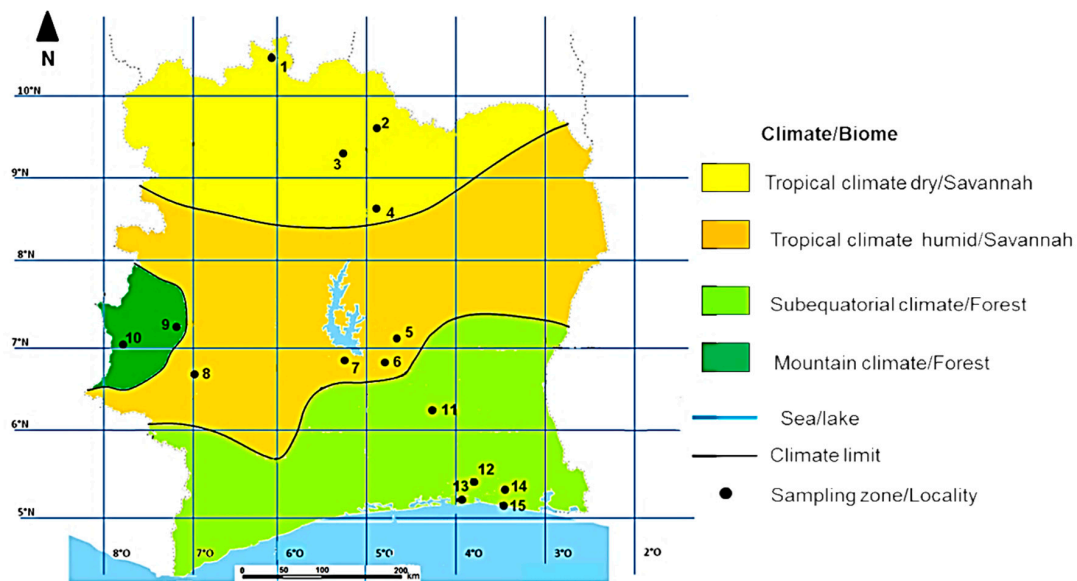 N
1
10°N
2
3
9°N
4
8°N
5
9
10
7°N
7
6
8
11
6°N
12
13
14
15
5°N
8°O
7°O
6°O
5°O
4°O
3°O
2°O
0 50 100 200
km
Climate/Biome
Tropical climate dry/Savannah
Tropical climate humid/Savannah
Subequatorial climate/Forest
Mountain climate/Forest
Sea/lake
Climate limit
Sampling zone/Locality